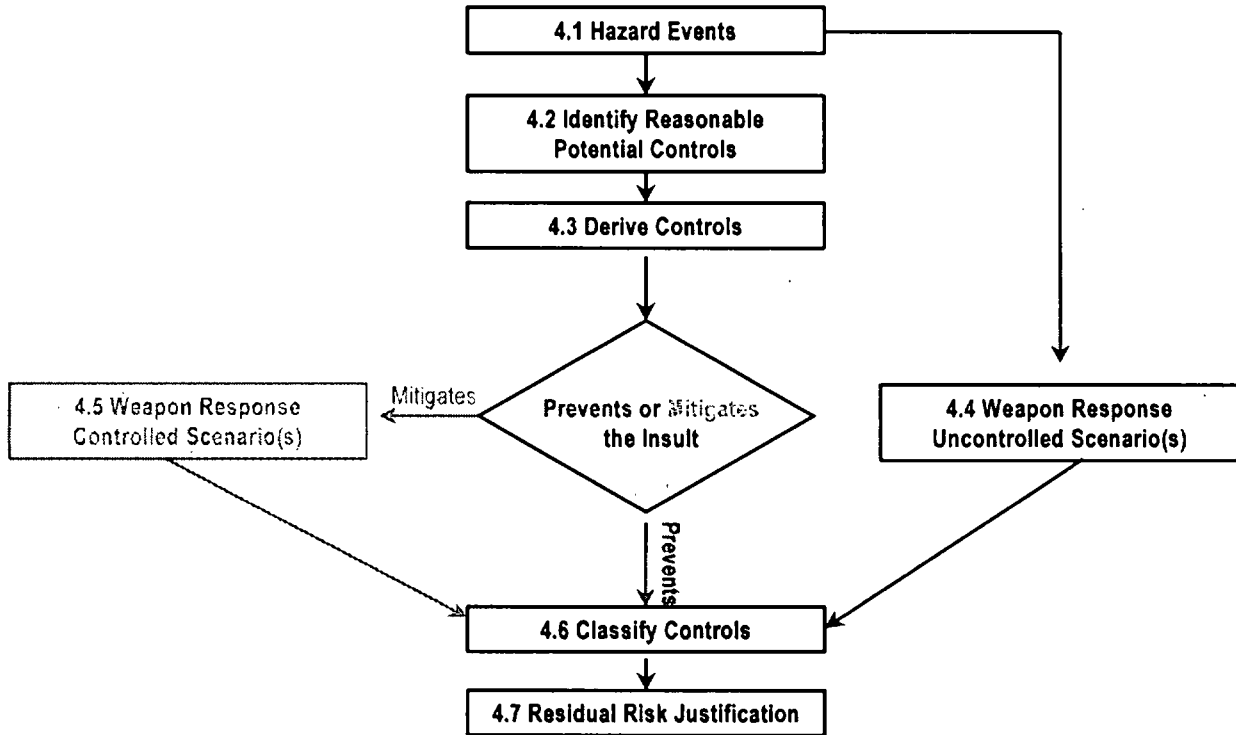 4.1 Hazard Events
4.2 Identify Reasonable
Potential Controls
4.3 Derive Controls
Mitigates
Prevents or Mitigates
the Insult
4.5 Weapon Response
Controlled Scenario(s)
4.4 Weapon Response
Uncontrolled Scenario(s)
Prevents
4.6 Classify Controls
4.7 Residual Risk Justification